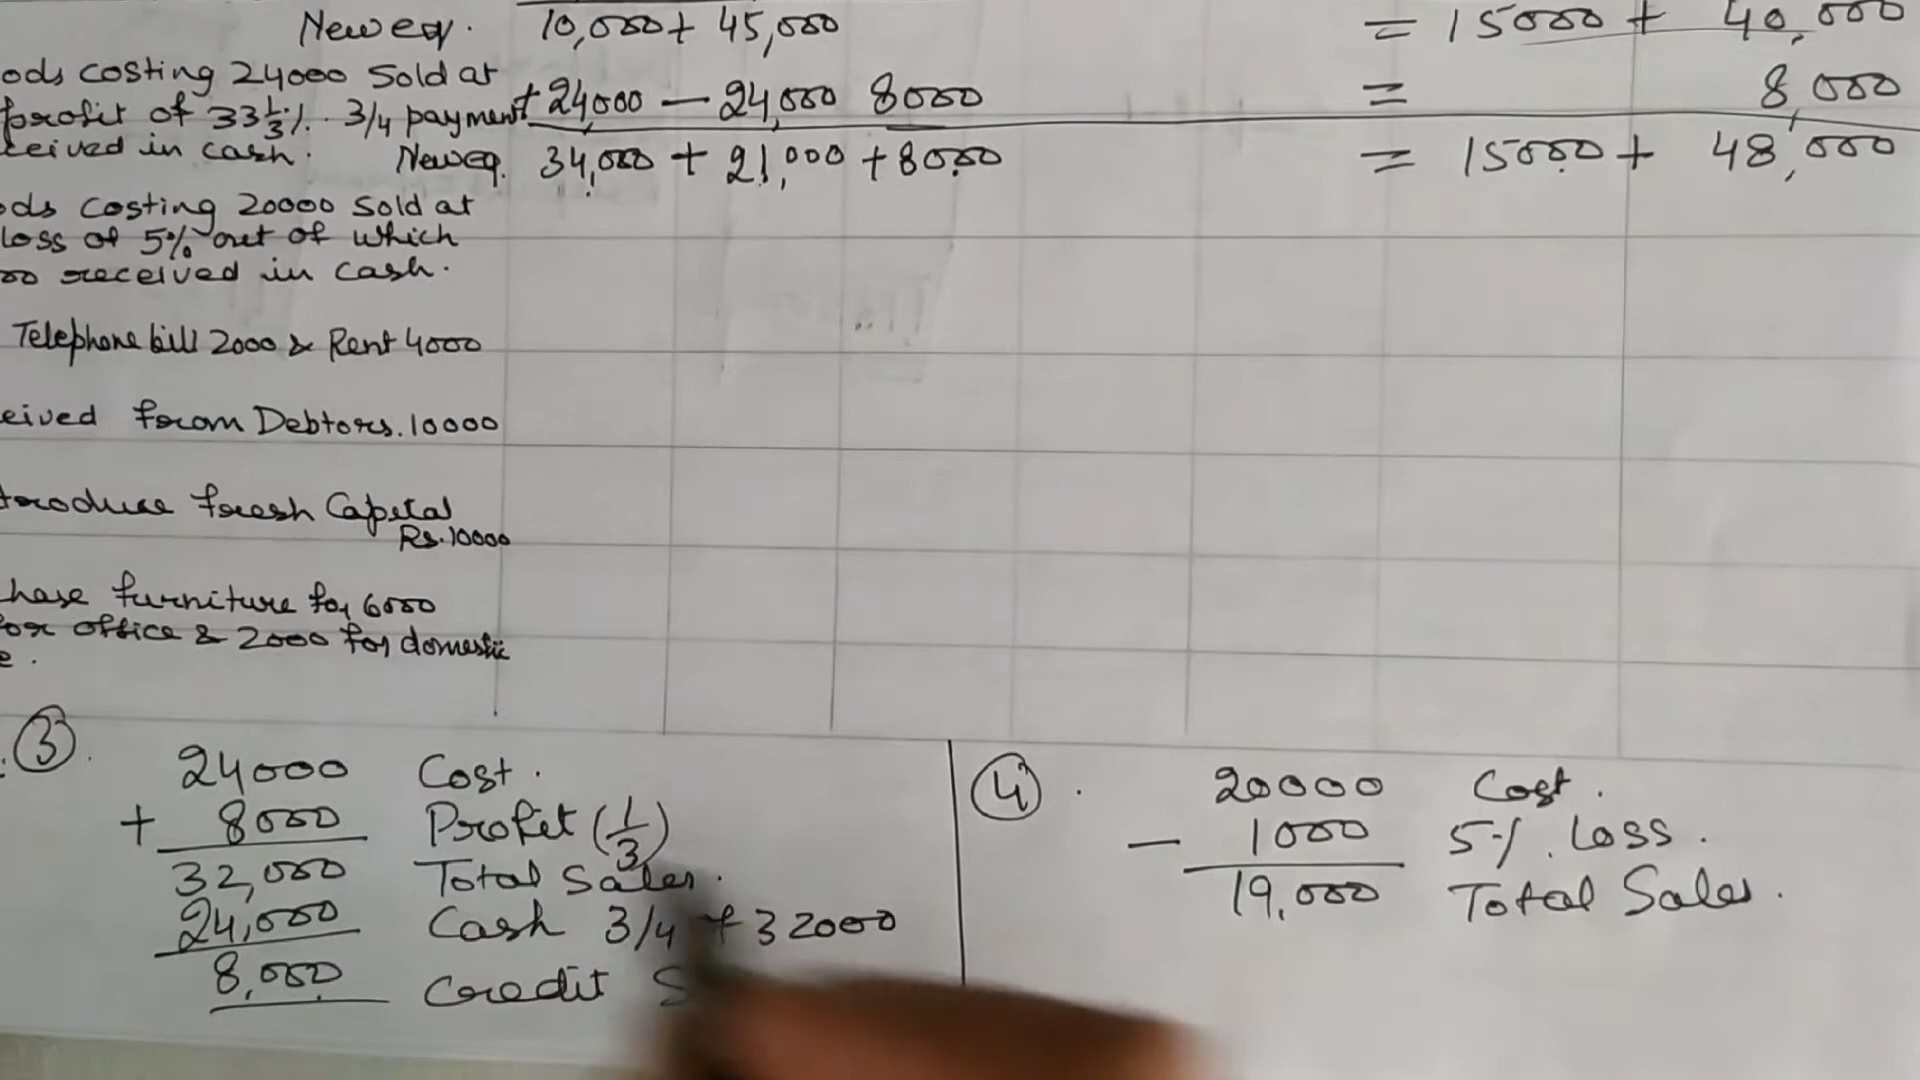 New eq. 10,000 + 45,000 = 15000 + 40,000
ods costing 24000 Sold at
profit of 33 1/3 %. 3/4 payment + 24,000 — 24,000 8000 = 8,000
ceived in cash. New eq. 34,000 + 21,000 + 8000 = 15000 + 48,000
ods costing 20000 Sold at
loss of 5% out of which
00 received in cash.
Telephone bill 2000 & Rent 4000
eived from Debtors. 10000
troduce fresh Capital
Rs. 10000
hase furniture for 6000
for office & 2000 for domestic
e.
③.
24000 Cost.
+ 8000 Profit (1/3)
32,000 Total Sales.
24,000 Cash 3/4 + 32000
8,000 Credit S
④.
20000 Cost.
— 1000 5%. Loss.
19,000 Total Sales.